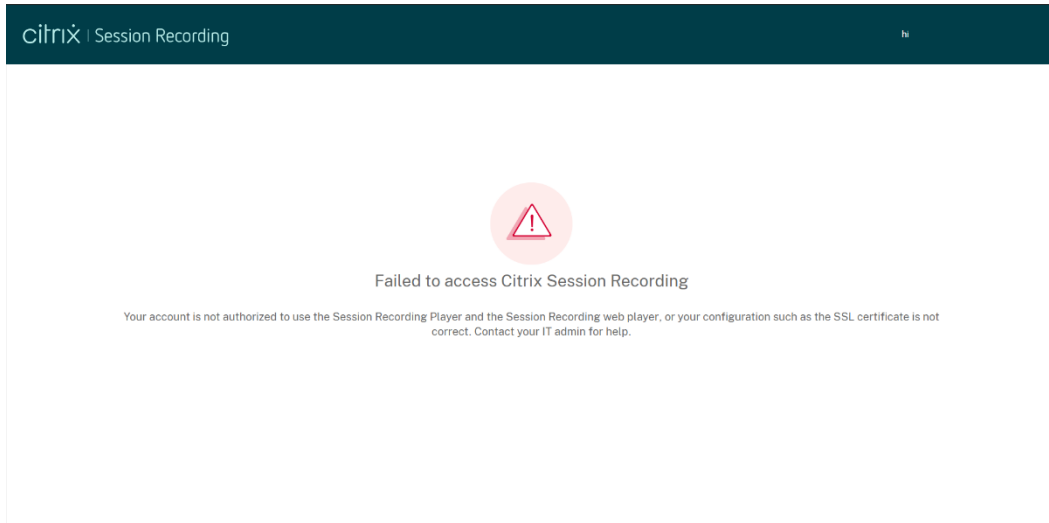 citrix | Session Recording
hi
Failed to access Citrix Session Recording
Your account is not authorized to use the Session Recording Player and the Session Recording web player, or your configuration such as the SSL certificate is not
correct. Contact your IT admin for help.